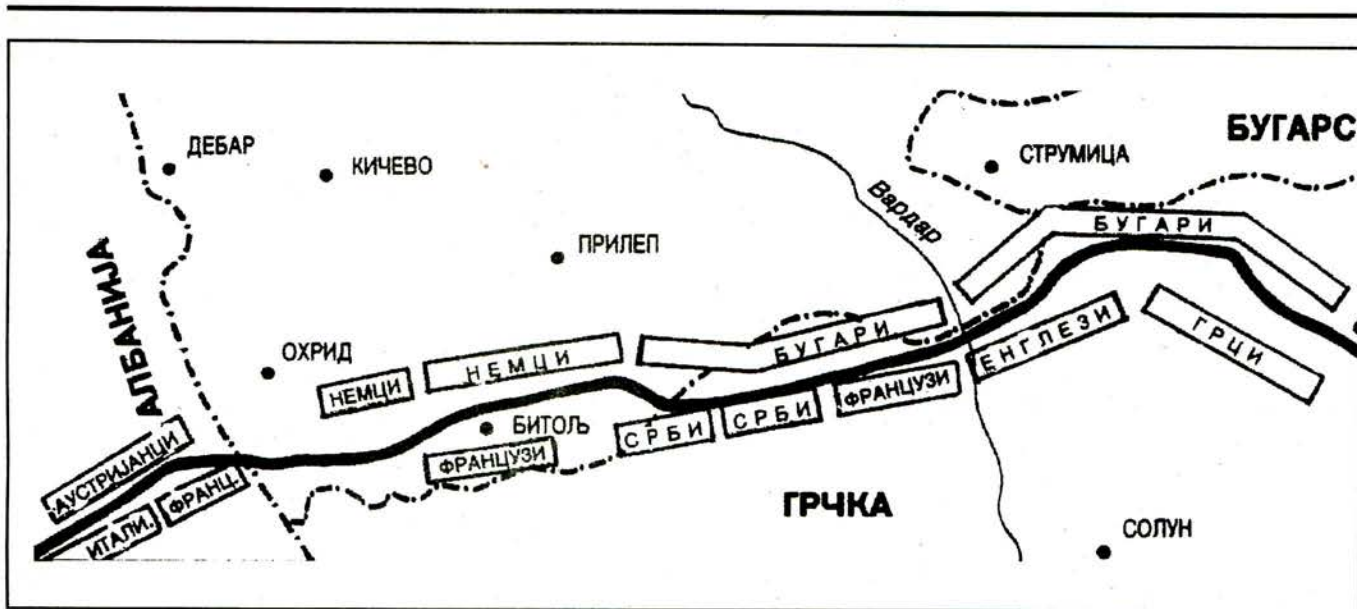 БУГАРС
ДЕБАР
КИЧЕВО
СТРУМИЦА
Вардар
БУГАРИ
ПРИЛЕП
АЛБАНИЈА
БУГАРИ
НЕМЦИ
ОХРИД
НЕМЦИ
ГРЦИ
ЕНГЛЕЗИ
ФРАНЦУЗИ
СРБИ
СРБИ
БИТОЉ
ФРАНЦУЗИ
АУСТРИЈАНЦИ
ФРАНЦ.
ИТАЛИ.
ГРЧКА
СОЛУН